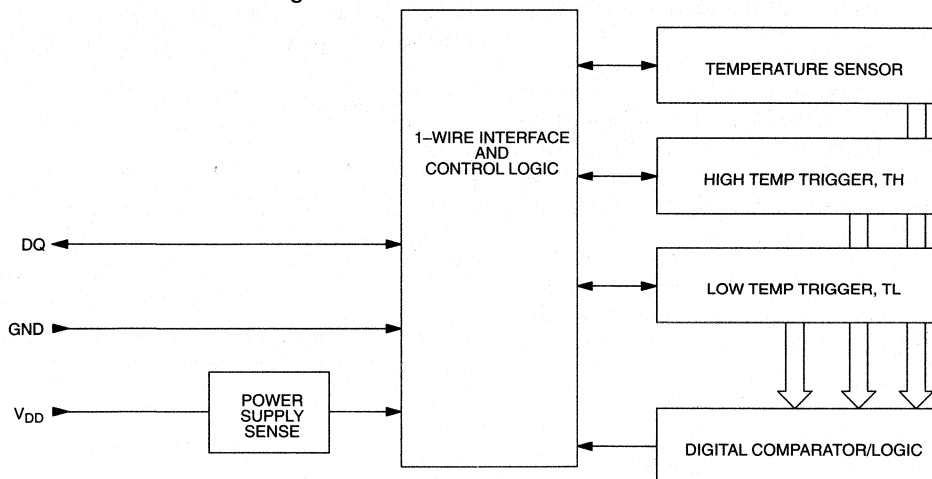 TEMPERATURE SENSOR
1–WIRE INTERFACE
AND
CONTROL LOGIC
HIGH TEMP TRIGGER, TH
DQ
LOW TEMP TRIGGER, TL
GND
VDD
POWER
SUPPLY
SENSE
DIGITAL COMPARATOR/LOGIC